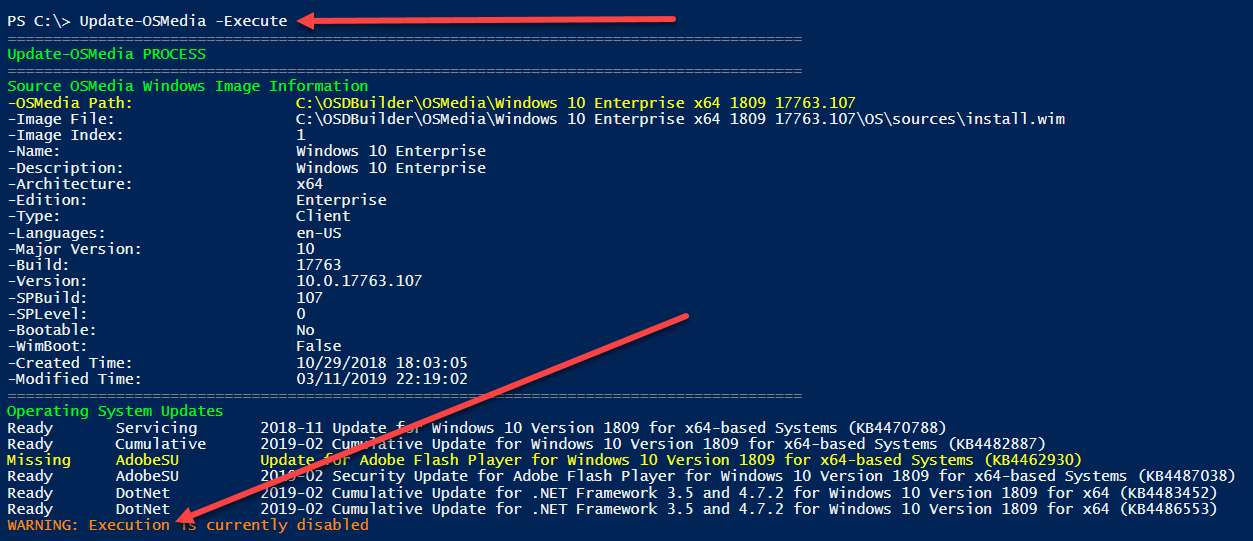 PS C:\> Update-OSMedia -Execute
================================================================================
Update-OSMedia PROCESS
================================================================================
Source OSMedia Windows Image Information
-OSMedia Path: C:\OSDBuilder\OSMedia\Windows 10 Enterprise x64 1809 17763.107
-Image File: C:\OSDBuilder\OSMedia\Windows 10 Enterprise x64 1809 17763.107\OS\sources\install.wim
-Image Index: 1
-Name: Windows 10 Enterprise
-Description: Windows 10 Enterprise
-Architecture: x64
-Edition: Enterprise
-Type: Client
-Languages: en-US
-Major Version: 10
-Build: 17763
-Version: 10.0.17763.107
-SPBuild: 107
-SPLevel: 0
-Bootable: No
-WimBoot: False
-Created Time: 10/29/2018 18:03:05
-Modified Time: 03/11/2019 22:19:02
================================================================================
Operating System Updates
Ready Servicing 2018-11 Update for Windows 10 Version 1809 for x64-based Systems (KB4470788)
Ready Cumulative 2019-02 Cumulative Update for Windows 10 Version 1809 for x64-based Systems (KB4482887)
Missing AdobeSU Update for Adobe Flash Player for Windows 10 Version 1809 for x64-based Systems (KB4462930)
Ready AdobeSU 2019-02 Security Update for Adobe Flash Player for Windows 10 Version 1809 for x64-based Systems (KB4487038)
Ready DotNet 2019-02 Cumulative Update for .NET Framework 3.5 and 4.7.2 for Windows 10 Version 1809 for x64 (KB4483452)
Ready DotNet 2019-02 Cumulative Update for .NET Framework 3.5 and 4.7.2 for Windows 10 Version 1809 for x64 (KB4486553)
WARNING: Execution is currently disabled